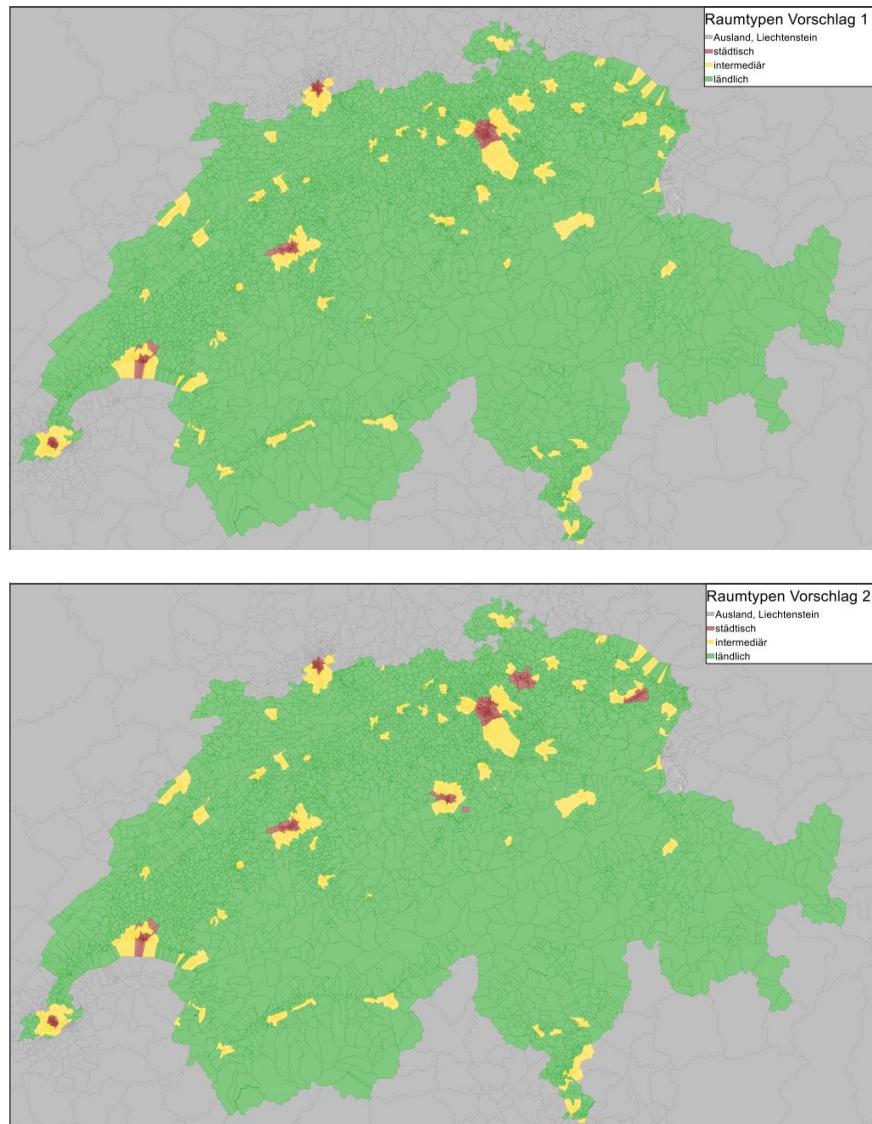 Raumtypen Vorschlag 1
Ausland, Liechtenstein
städtisch
intermediär
ländlich
Raumtypen Vorschlag 2
Ausland, Liechtenstein
städtisch
intermediär
ländlich